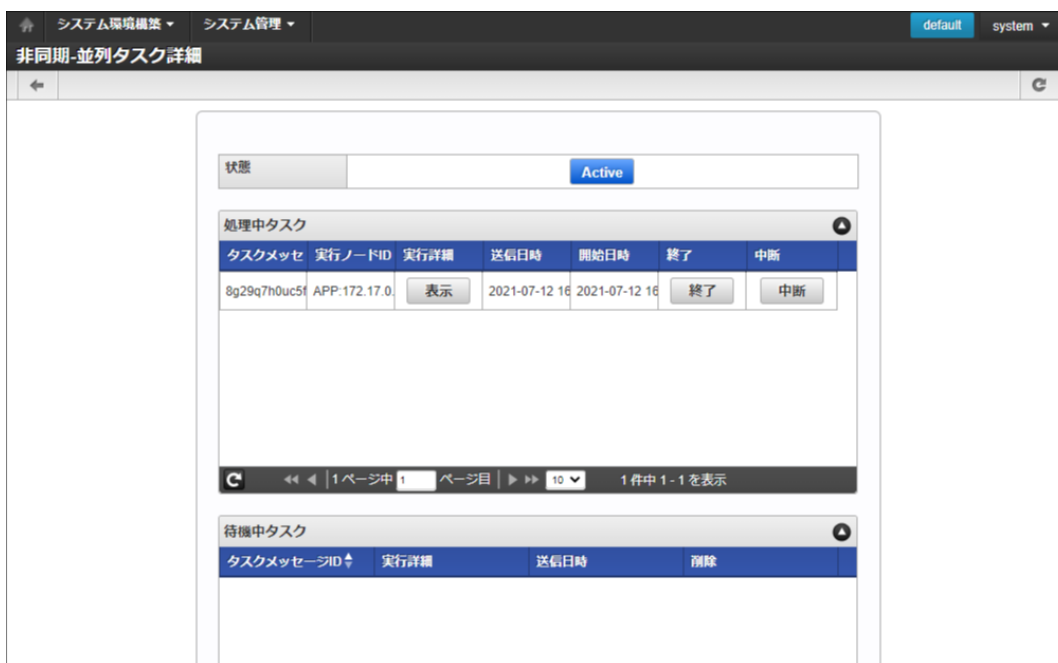 システム環境構築 システム管理 default system
非同期-並列タスク詳細
状態 Active
処理中タスク
タスクメッセ 実行ノードID 実行詳細 送信日時 開始日時 終了 中断
8g29q7h0uc5f APP:172.17.0. 表示 2021-07-12 16 2021-07-12 16 終了 中断
1 ページ中 1 ページ目 10 1 件中 1 - 1 を表示
待機中タスク
タスクメッセージID 実行詳細 送信日時 削除